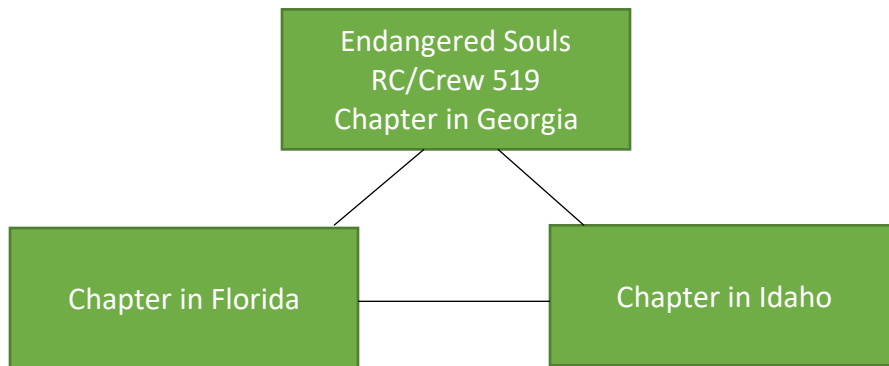 Endangered Souls
RC/Crew 519
Chapter in Georgia
Chapter in Florida
Chapter in Idaho